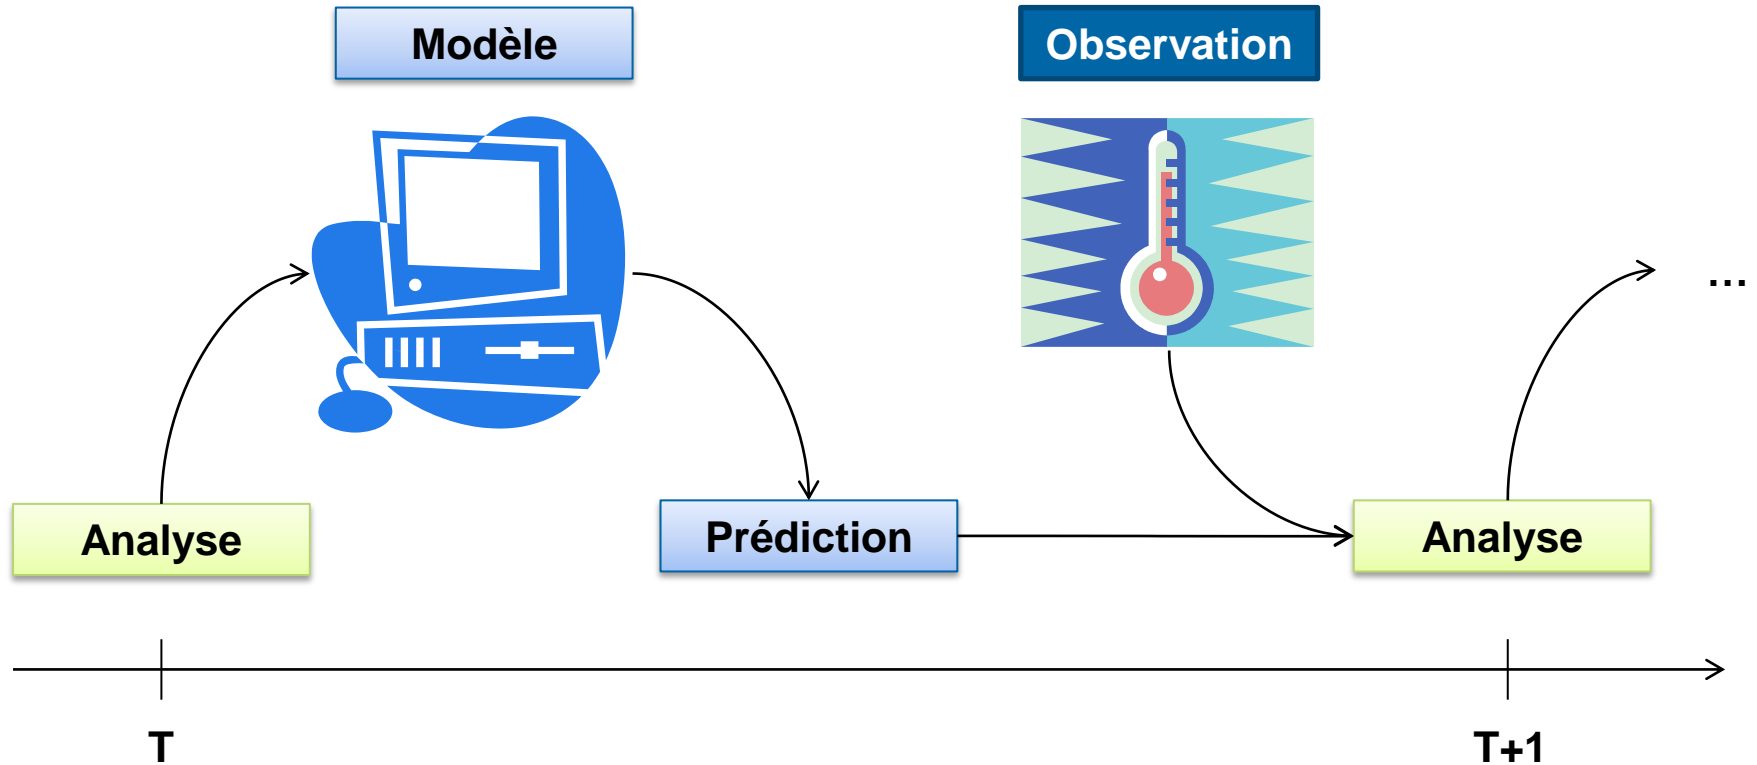 Modèle
Observation
...
Analyse
Prédiction
Analyse
T
T+1